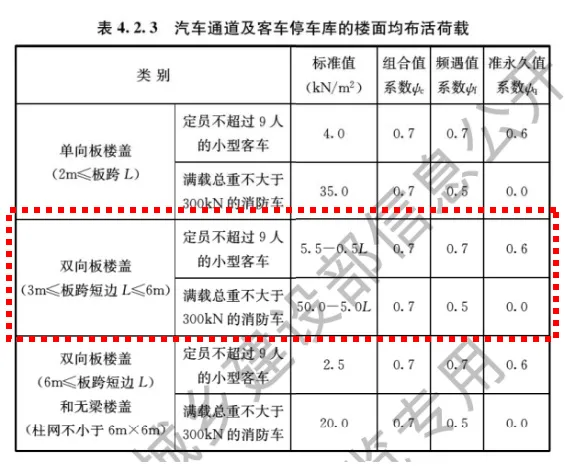 表 4.2.3 汽车通道及客车停车库的楼面均布活荷载
类 别 标准值 组合值 频遇值 准永久值
(kN/m²) 系数ψc 系数ψf 系数ψq
单向板楼盖
(2m≤板跨 L)
定员不超过 9 人
的小型客车
4.0 0.7 0.7 0.6
满载总重不大于
300kN 的消防车
35.0 0.7 0.5 0.0
双向板楼盖
(3m≤板跨短边 L≤6m)
定员不超过 9 人
的小型客车
5.5−0.5L 0.7 0.7 0.6
满载总重不大于
300kN 的消防车
50.0−5.0L 0.7 0.5 0.0
双向板楼盖
(6m≤板跨短边 L)
和无梁楼盖
(柱网不小于 6m×6m)
定员不超过 9 人
的小型客车
2.5 0.7 0.7 0.6
满载总重不大于
300kN 的消防车
20.0 0.7 0.5 0.0
城乡建设部信息公开
览专用